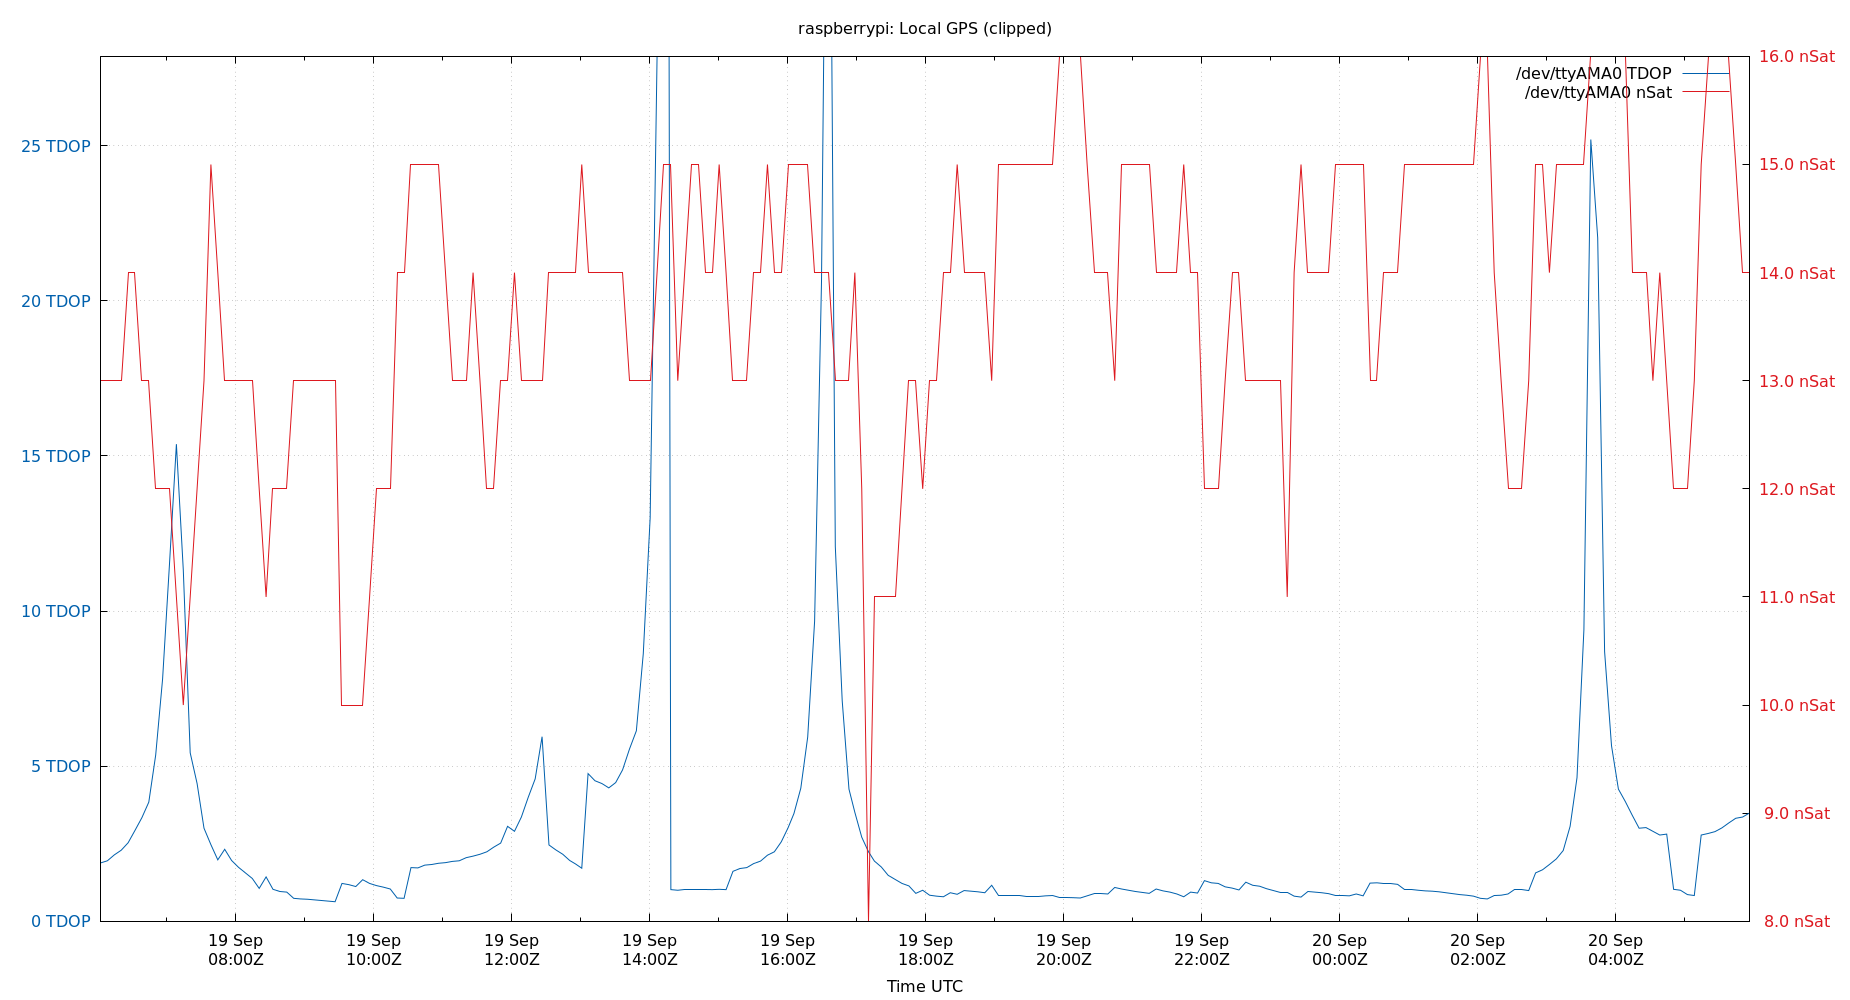 raspberrypi: Local GPS (clipped)
/dev/ttyAMA0 TDOP
/dev/ttyAMA0 nSat
25 TDOP
20 TDOP
15 TDOP
10 TDOP
5 TDOP
0 TDOP
16.0 nSat
15.0 nSat
14.0 nSat
13.0 nSat
12.0 nSat
11.0 nSat
10.0 nSat
9.0 nSat
8.0 nSat
19 Sep
08:00Z
19 Sep
10:00Z
19 Sep
12:00Z
19 Sep
14:00Z
19 Sep
16:00Z
19 Sep
18:00Z
19 Sep
20:00Z
19 Sep
22:00Z
20 Sep
00:00Z
20 Sep
02:00Z
20 Sep
04:00Z
Time UTC